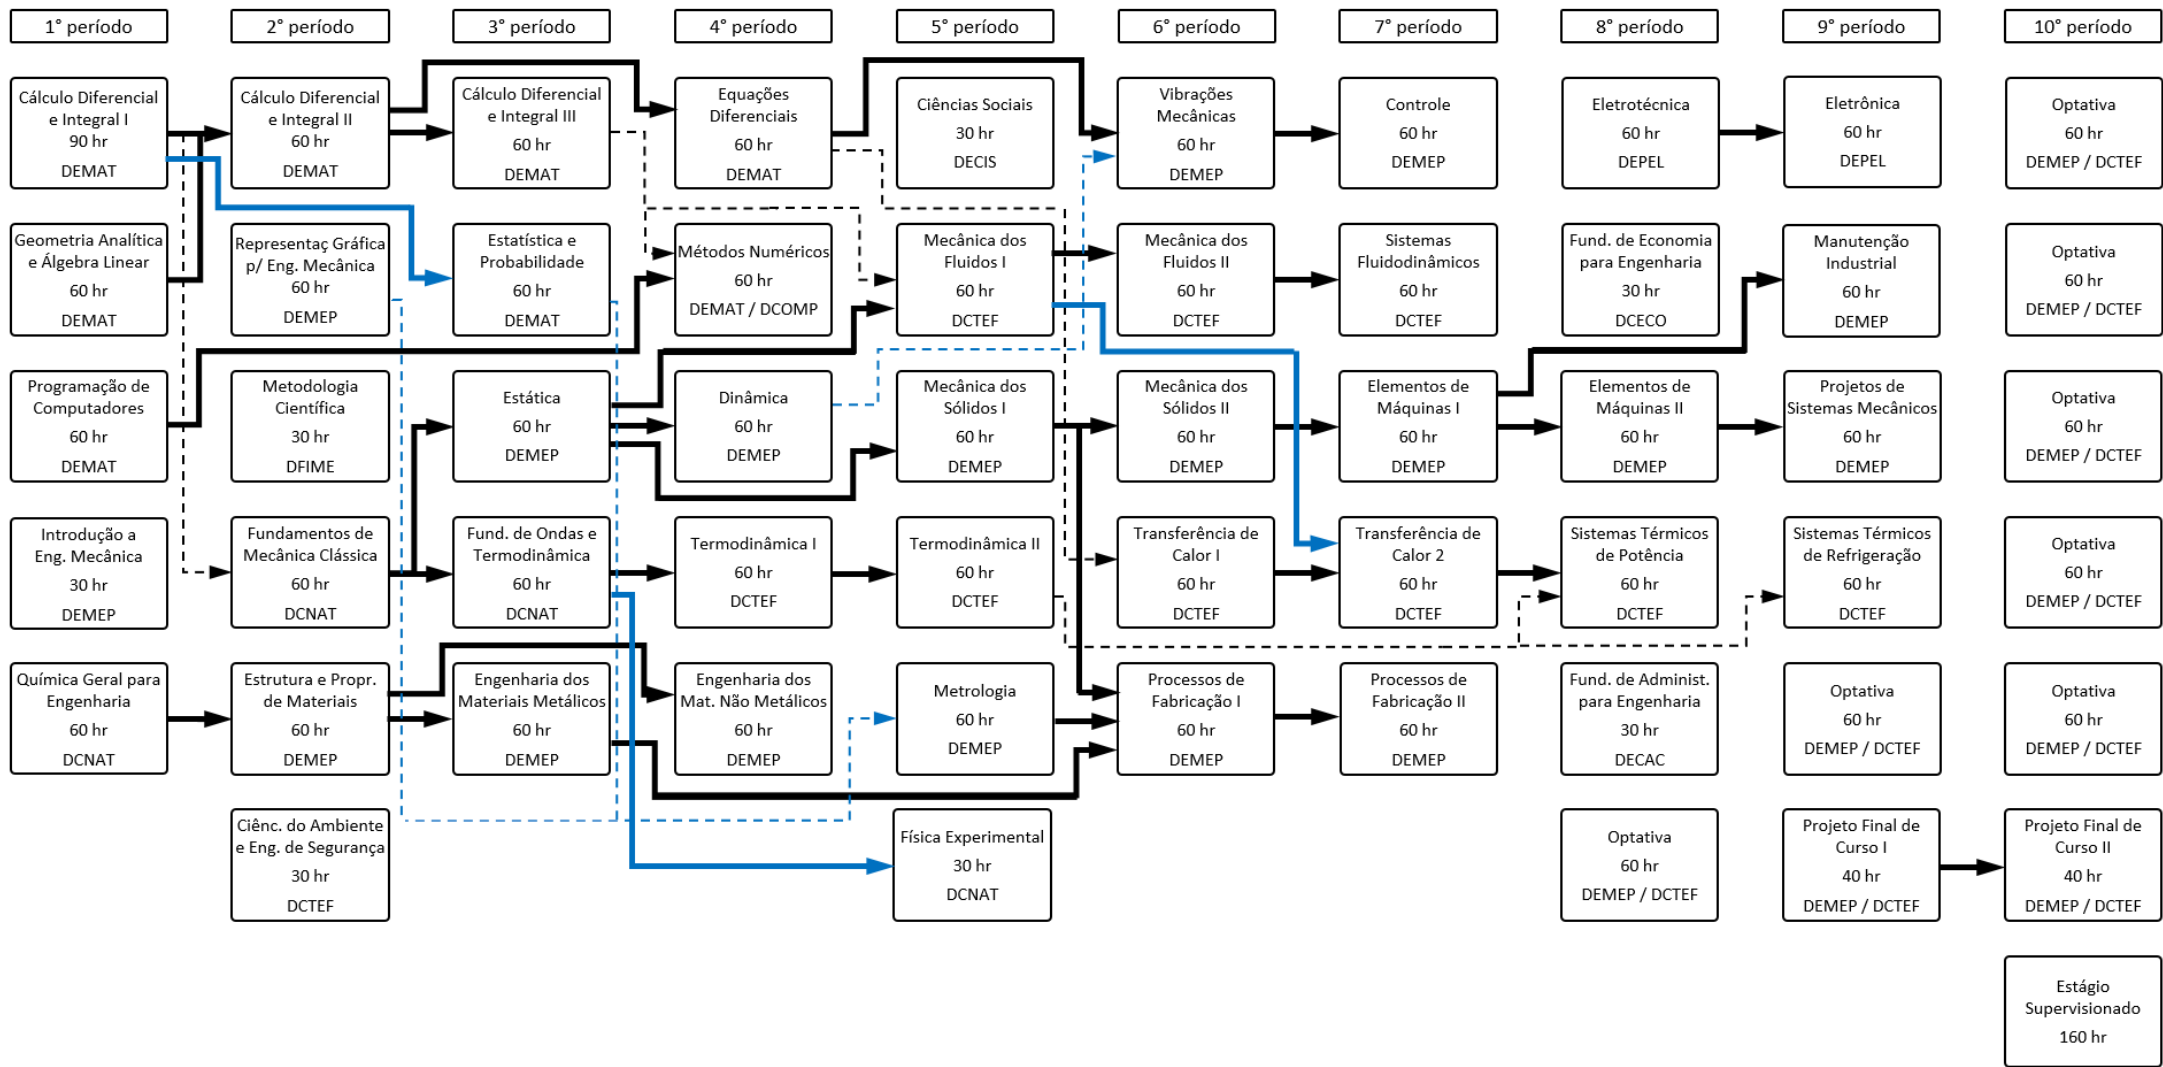 1° período
2° período
3° período
4° período
5° período
6° período
7° período
8° período
9° período
10° período
Cálculo Diferencial
e Integral I
90 hr
DEMAT
Cálculo Diferencial
e Integral II
60 hr
DEMAT
Cálculo Diferencial
e Integral III
60 hr
DEMAT
Equações
Diferenciais
60 hr
DEMAT
Ciências Sociais
30 hr
DECIS
Vibrações
Mecânicas
60 hr
DEMEP
Controle
60 hr
DEMEP
Eletrotécnica
60 hr
DEPEL
Eletrônica
60 hr
DEPEL
Optativa
60 hr
DEMEP / DCTEF
Geometria Analítica
e Álgebra Linear
60 hr
DEMAT
Representaç Gráfica
p/ Eng. Mecânica
60 hr
DEMEP
Estatística e
Probabilidade
60 hr
DEMAT
Métodos Numéricos
60 hr
DEMAT / DCOMP
Mecânica dos
Fluidos I
60 hr
DCTEF
Mecânica dos
Fluidos II
60 hr
DCTEF
Sistemas
Fluidodinâmicos
60 hr
DCTEF
Fund. de Economia
para Engenharia
30 hr
DCECO
Manutenção
Industrial
60 hr
DEMEP
Optativa
60 hr
DEMEP / DCTEF
Programação de
Computadores
60 hr
DEMAT
Metodologia
Científica
30 hr
DFIME
Estática
60 hr
DEMEP
Dinâmica
60 hr
DEMEP
Mecânica dos
Sólidos I
60 hr
DEMEP
Mecânica dos
Sólidos II
60 hr
DEMEP
Elementos de
Máquinas I
60 hr
DEMEP
Elementos de
Máquinas II
60 hr
DEMEP
Projetos de
Sistemas Mecânicos
60 hr
DEMEP
Optativa
60 hr
DEMEP / DCTEF
Introdução a
Eng. Mecânica
30 hr
DEMEP
Fundamentos de
Mecânica Clássica
60 hr
DCNAT
Fund. de Ondas e
Termodinâmica
60 hr
DCNAT
Termodinâmica I
60 hr
DCTEF
Termodinâmica II
60 hr
DCTEF
Transferência de
Calor I
60 hr
DCTEF
Transferência de
Calor 2
60 hr
DCTEF
Sistemas Térmicos
de Potência
60 hr
DCTEF
Sistemas Térmicos
de Refrigeração
60 hr
DCTEF
Optativa
60 hr
DEMEP / DCTEF
Química Geral para
Engenharia
60 hr
DCNAT
Estrutura e Propr.
de Materiais
60 hr
DEMEP
Engenharia dos
Materiais Metálicos
60 hr
DEMEP
Engenharia dos
Mat. Não Metálicos
60 hr
DEMEP
Metrologia
60 hr
DEMEP
Processos de
Fabricação I
60 hr
DEMEP
Processos de
Fabricação II
60 hr
DEMEP
Fund. de Administ.
para Engenharia
30 hr
DECAC
Optativa
60 hr
DEMEP / DCTEF
Optativa
60 hr
DEMEP / DCTEF
Ciênc. do Ambiente
e Eng. de Segurança
30 hr
DCTEF
Física Experimental
30 hr
DCNAT
Optativa
60 hr
DEMEP / DCTEF
Projeto Final de
Curso I
40 hr
DEMEP / DCTEF
Projeto Final de
Curso II
40 hr
DEMEP / DCTEF
Estágio
Supervisionado
160 hr